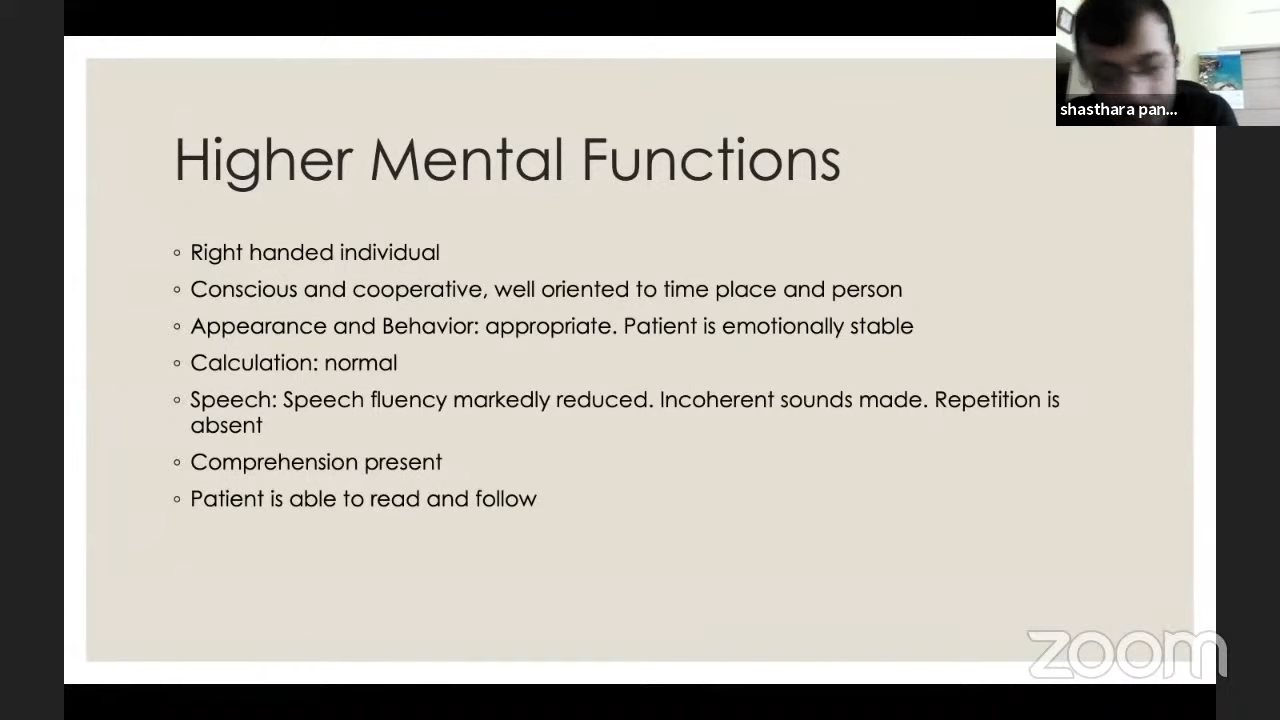 shasthara pan...
Higher Mental Functions
◦ Right handed individual
◦ Conscious and cooperative, well oriented to time place and person
◦ Appearance and Behavior: appropriate. Patient is emotionally stable
◦ Calculation: normal
◦ Speech: Speech fluency markedly reduced. Incoherent sounds made. Repetition is
absent
◦ Comprehension present
◦ Patient is able to read and follow
zoom